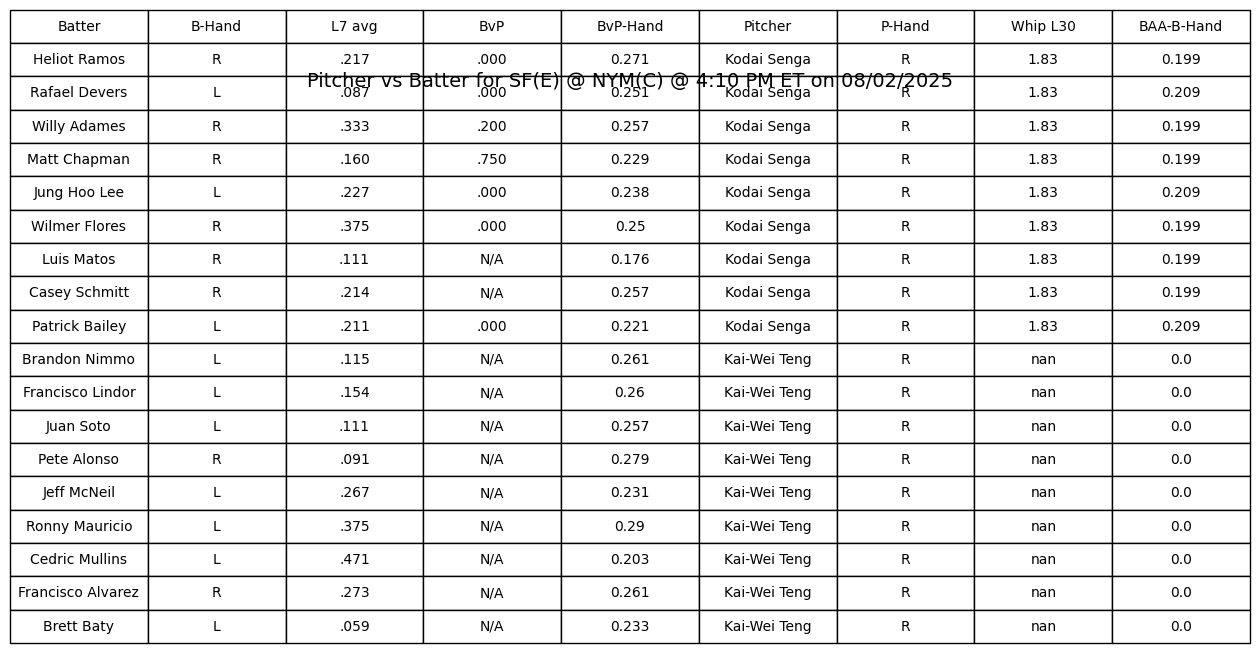 Batter B-Hand L7 avg BvP BvP-Hand Pitcher P-Hand Whip L30 BAA-B-Hand
Heliot Ramos R .217 .000 0.271 Kodai Senga R 1.83 0.199
Pitcher vs Batter for SF(E) @ NYM(C) @ 4:10 PM ET on 08/02/2025
Rafael Devers L .087 .000 0.251 Kodai Senga R 1.83 0.209
Willy Adames R .333 .200 0.257 Kodai Senga R 1.83 0.199
Matt Chapman R .160 .750 0.229 Kodai Senga R 1.83 0.199
Jung Hoo Lee L .227 .000 0.238 Kodai Senga R 1.83 0.209
Wilmer Flores R .375 .000 0.25 Kodai Senga R 1.83 0.199
Luis Matos R .111 N/A 0.176 Kodai Senga R 1.83 0.199
Casey Schmitt R .214 N/A 0.257 Kodai Senga R 1.83 0.199
Patrick Bailey L .211 .000 0.221 Kodai Senga R 1.83 0.209
Brandon Nimmo L .115 N/A 0.261 Kai-Wei Teng R nan 0.0
Francisco Lindor L .154 N/A 0.26 Kai-Wei Teng R nan 0.0
Juan Soto L .111 N/A 0.257 Kai-Wei Teng R nan 0.0
Pete Alonso R .091 N/A 0.279 Kai-Wei Teng R nan 0.0
Jeff McNeil L .267 N/A 0.231 Kai-Wei Teng R nan 0.0
Ronny Mauricio L .375 N/A 0.29 Kai-Wei Teng R nan 0.0
Cedric Mullins L .471 N/A 0.203 Kai-Wei Teng R nan 0.0
Francisco Alvarez R .273 N/A 0.261 Kai-Wei Teng R nan 0.0
Brett Baty L .059 N/A 0.233 Kai-Wei Teng R nan 0.0